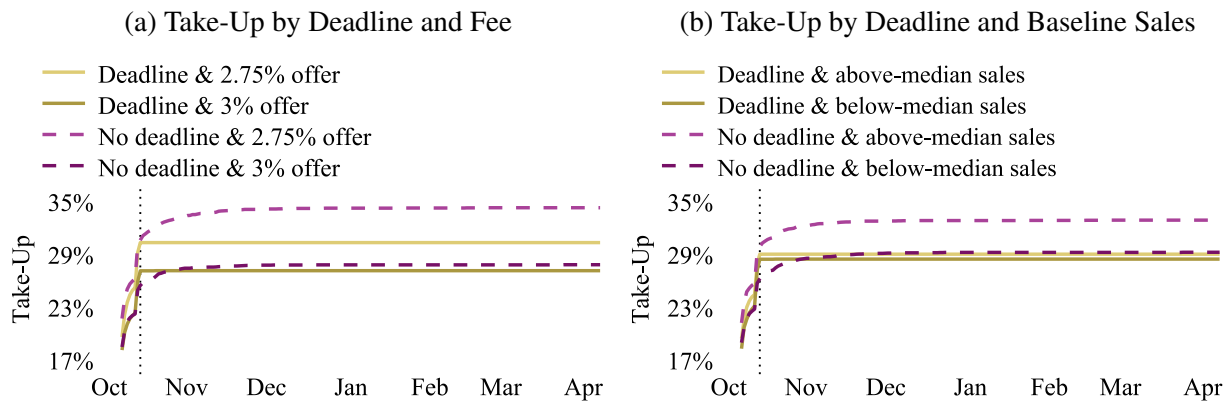 (a) Take-Up by Deadline and Fee
Deadline & 2.75% offer
Deadline & 3% offer
No deadline & 2.75% offer
No deadline & 3% offer
35%
29%
23%
17%
Take-Up
Oct Nov Dec Jan Feb Mar Apr
(b) Take-Up by Deadline and Baseline Sales
Deadline & above-median sales
Deadline & below-median sales
No deadline & above-median sales
No deadline & below-median sales
35%
29%
23%
17%
Take-Up
Oct Nov Dec Jan Feb Mar Apr